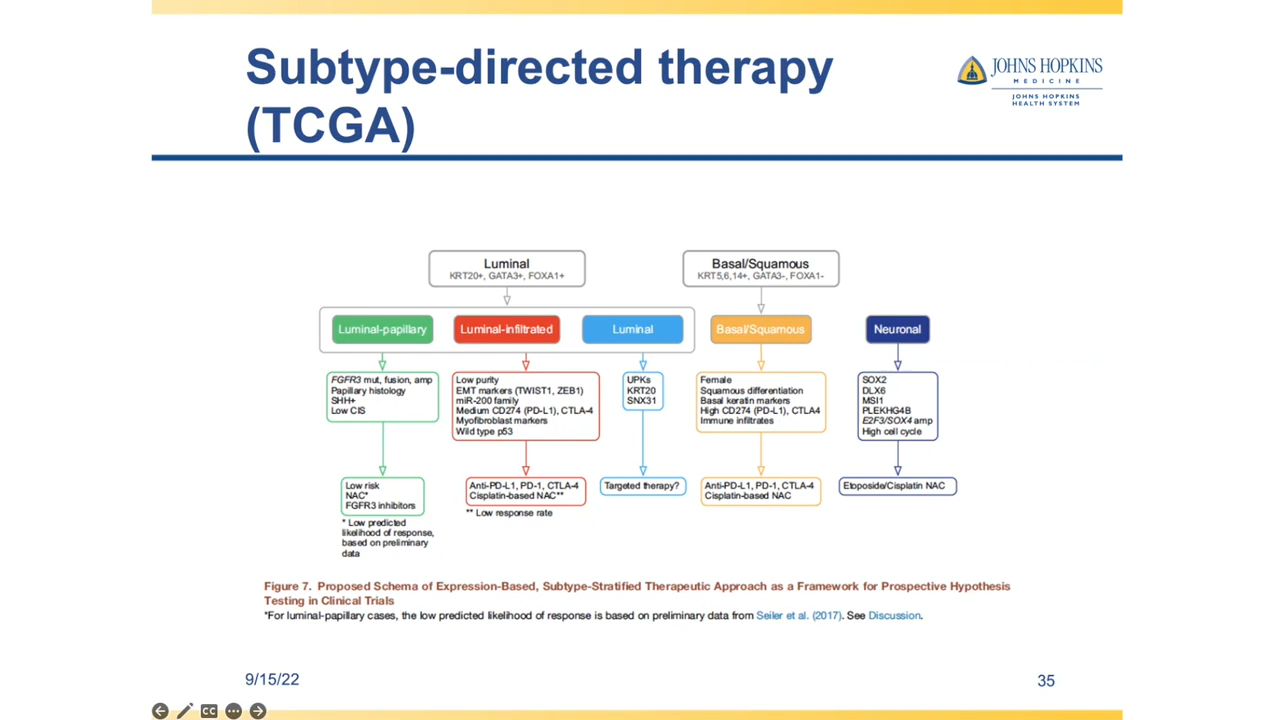 Subtype-directed therapy
(TCGA)
JOHNS HOPKINS
MEDICINE
JOHNS HOPKINS
HEALTH SYSTEM
Luminal
KRT20+, GATA3+, FOXA1+
Basal/Squamous
KRT5,6,14+, GATA3-, FOXA1-
Luminal-papillary
Luminal-infiltrated
Luminal
Basal/Squamous
Neuronal
FGFR3 mut, fusion, amp
Papillary histology
SHH+
Low CIS
Low purity
EMT markers (TWIST1, ZEB1)
miR-200 family
Medium CD274 (PD-L1), CTLA-4
Myofibroblast markers
Wild type p53
UPKs
KRT20
SNX31
Female
Squamous differentiation
Basal keratin markers
High CD274 (PD-L1), CTLA4
Immune infiltrates
SOX2
DLX6
MSI1
PLEKHG4B
E2F3/SOX4 amp
High cell cycle
Low risk
NAC*
FGFR3 inhibitors
* Low predicted
likelihood of response,
based on preliminary
data
Anti-PD-L1, PD-1, CTLA-4
Cisplatin-based NAC**
** Low response rate
Targeted therapy?
Anti-PD-L1, PD-1, CTLA-4
Cisplatin-based NAC
Etoposide/Cisplatin NAC
Figure 7. Proposed Schema of Expression-Based, Subtype-Stratified Therapeutic Approach as a Framework for Prospective Hypothesis
Testing in Clinical Trials
*For luminal-papillary cases, the low predicted likelihood of response is based on preliminary data from Seiler et al. (2017). See Discussion.
9/15/22
35
CC